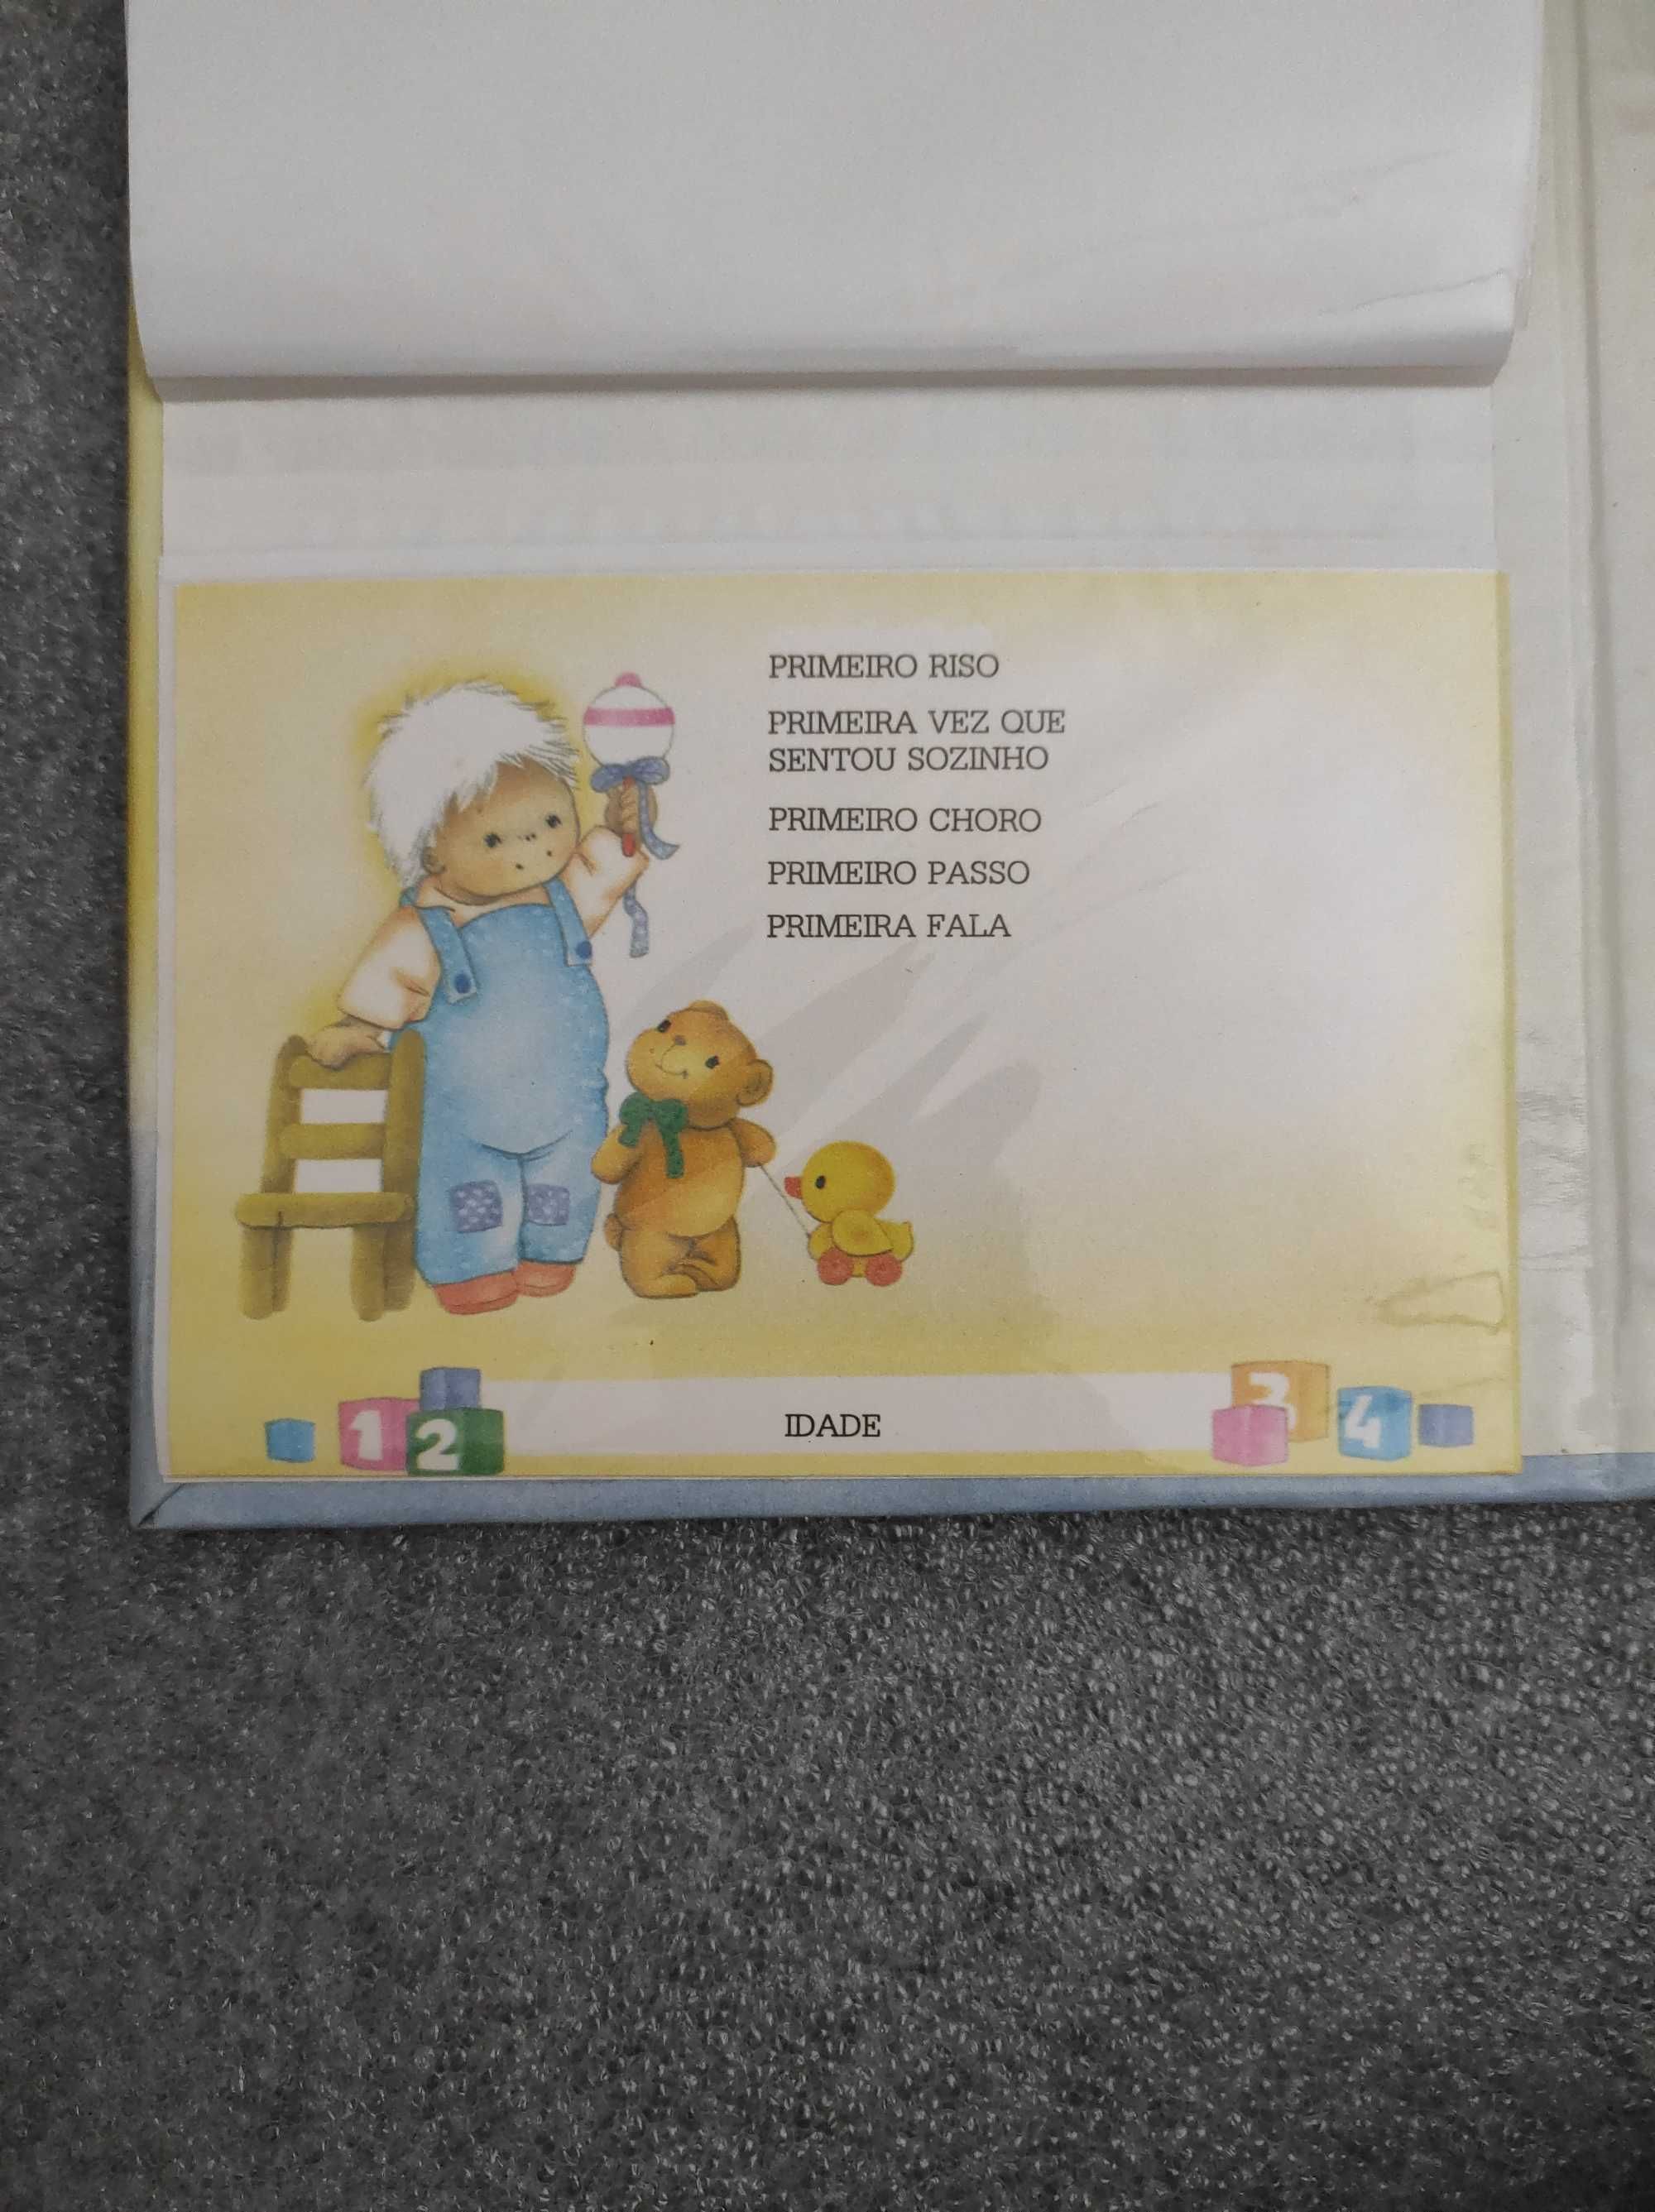 PRIMEIRO RISO
PRIMEIRA VEZ QUE
SENTOU SOZINHO
PRIMEIRO CHORO
PRIMEIRO PASSO
PRIMEIRA FALA
1
2
IDADE
3
4